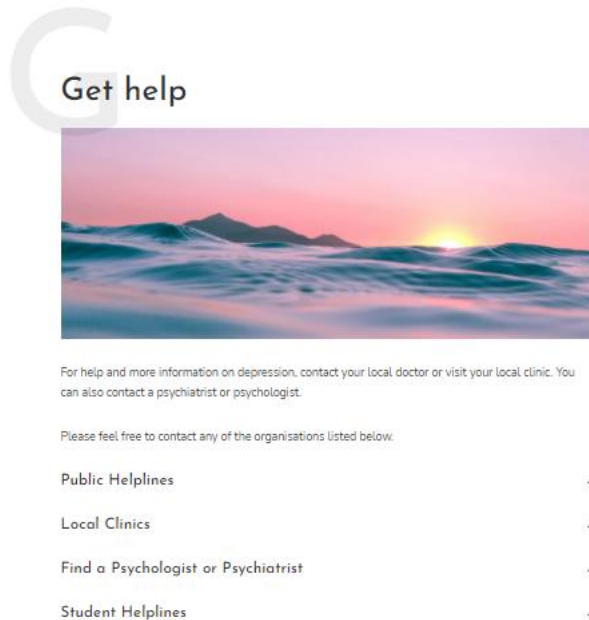 G
Get help
For help and more information on depression, contact your local doctor or visit your local clinic. You
can also contact a psychiatrist or psychologist.
Please feel free to contact any of the organisations listed below.
Public Helplines
Local Clinics
Find a Psychologist or Psychiatrist
Student Helplines